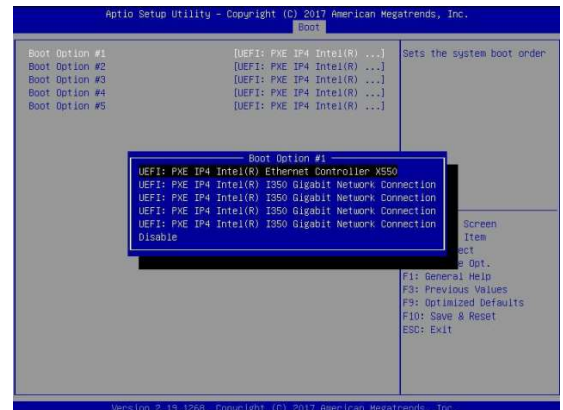 Aptio Setup Utility - Copyright (C) 2017 American Megatrends, Inc.
Boot
Boot Option #1 [UEFI: PXE IP4 Intel(R) ...]
Boot Option #2 [UEFI: PXE IP4 Intel(R) ...]
Boot Option #3 [UEFI: PXE IP4 Intel(R) ...]
Boot Option #4 [UEFI: PXE IP4 Intel(R) ...]
Boot Option #5 [UEFI: PXE IP4 Intel(R) ...]
Sets the system boot order
Boot Option #1
UEFI: PXE IP4 Intel(R) Ethernet Controller X550
UEFI: PXE IP4 Intel(R) I350 Gigabit Network Connection
UEFI: PXE IP4 Intel(R) I350 Gigabit Network Connection
UEFI: PXE IP4 Intel(R) I350 Gigabit Network Connection
UEFI: PXE IP4 Intel(R) I350 Gigabit Network Connection
Disable
Screen
Item
ect
e Opt.
F1: General Help
F3: Previous Values
F9: Optimized Defaults
F10: Save & Reset
ESC: Exit
Version 2.19.1268. Copyright (C) 2017 American Megatrends, Inc.